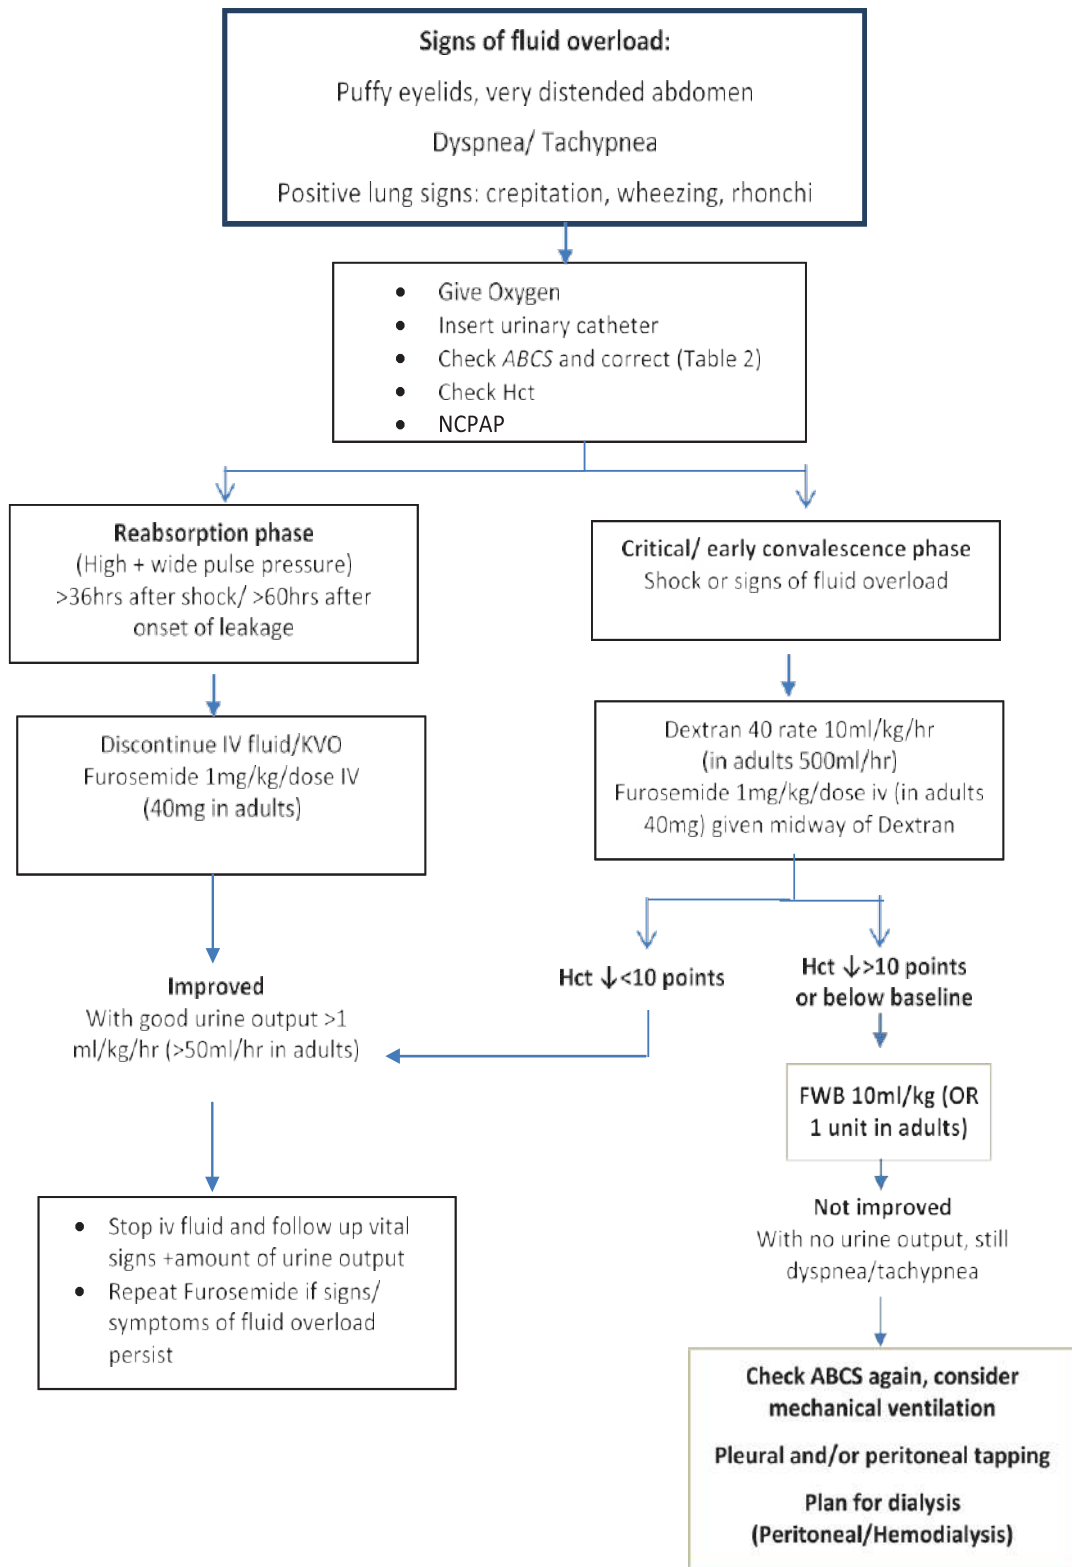 Signs of fluid overload:
Puffy eyelids, very distended abdomen
Dyspnea/ Tachypnea
Positive lung signs: crepitation, wheezing, rhonchi
• Give Oxygen
• Insert urinary catheter
• Check ABCS and correct (Table 2)
• Check Hct
• NCPAP
Reabsorption phase
(High + wide pulse pressure)
>36hrs after shock/ >60hrs after
onset of leakage
Critical/ early convalescence phase
Shock or signs of fluid overload
Discontinue IV fluid/KVO
Furosemide 1mg/kg/dose IV
(40mg in adults)
Dextran 40 rate 10ml/kg/hr
(in adults 500ml/hr)
Furosemide 1mg/kg/dose iv (in adults
40mg) given midway of Dextran
Improved
With good urine output >1
ml/kg/hr (>50ml/hr in adults)
Hct ↓<10 points
Hct ↓>10 points
or below baseline
FWB 10ml/kg (OR
1 unit in adults)
Not improved
With no urine output, still
dyspnea/tachypnea
• Stop iv fluid and follow up vital
signs +amount of urine output
• Repeat Furosemide if signs/
symptoms of fluid overload
persist
Check ABCS again, consider
mechanical ventilation
Pleural and/or peritoneal tapping
Plan for dialysis
(Peritoneal/Hemodialysis)